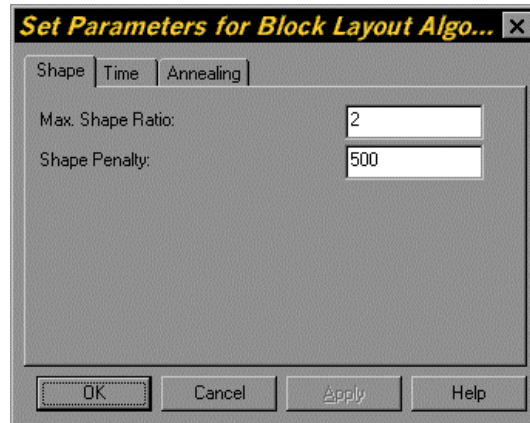 Set Parameters for Block Layout Algo...
Shape Time Annealing
Max. Shape Ratio: 2
Shape Penalty: 500
OK Cancel Apply Help